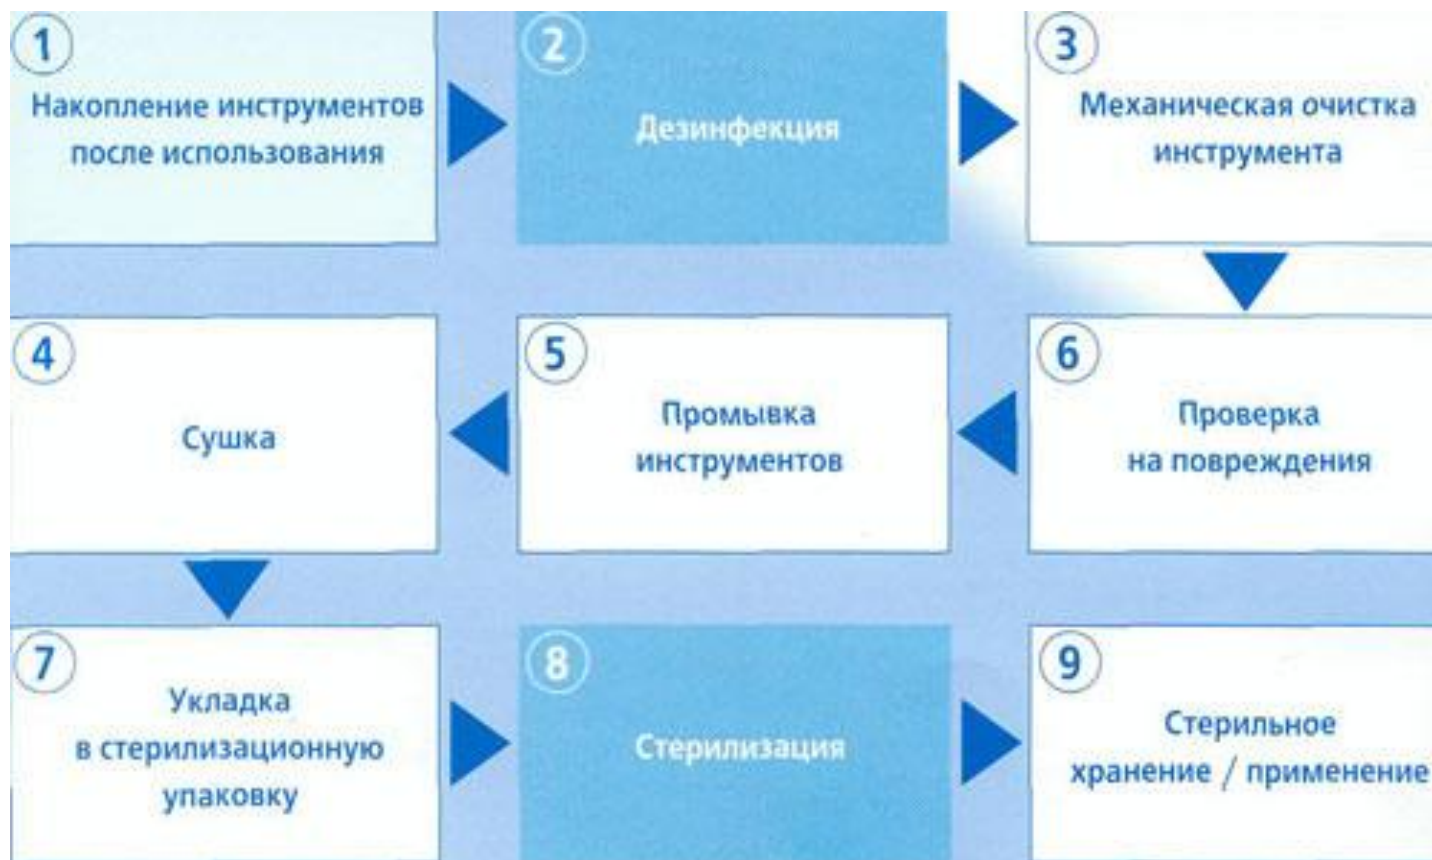 1
Накопление инструментов
после использования
2
Дезинфекция
3
Механическая очистка
инструмента
4
Сушка
5
Промывка
инструментов
6
Проверка
на повреждения
7
Укладка
в стерилизационную
упаковку
8
Стерилизация
9
Стерильное
хранение / применение